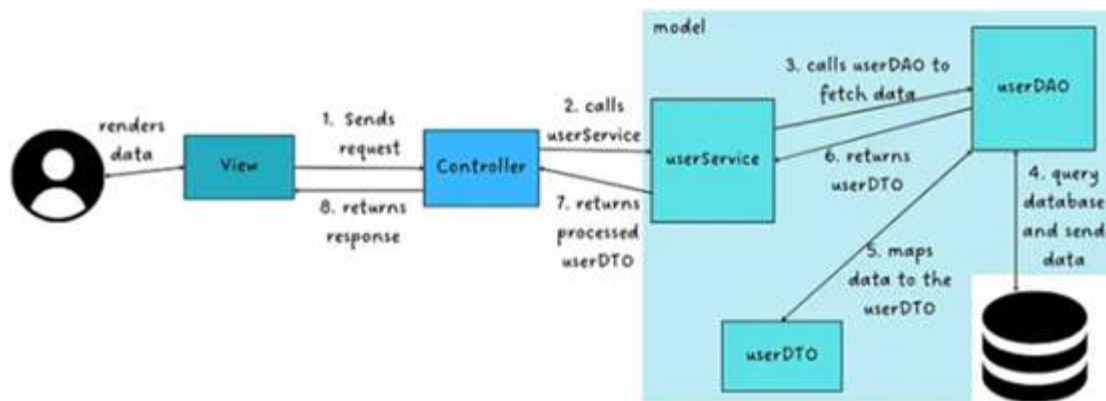 model
3. calls userDAO to
fetch data
userDAO
renders
data
1. Sends
request
2. calls
userService
View
Controller
userService
8. returns
response
7. returns
processed
userDTO
6. returns
userDTO
4. query
database
and send
data
5. maps
data to the
userDTO
userDTO